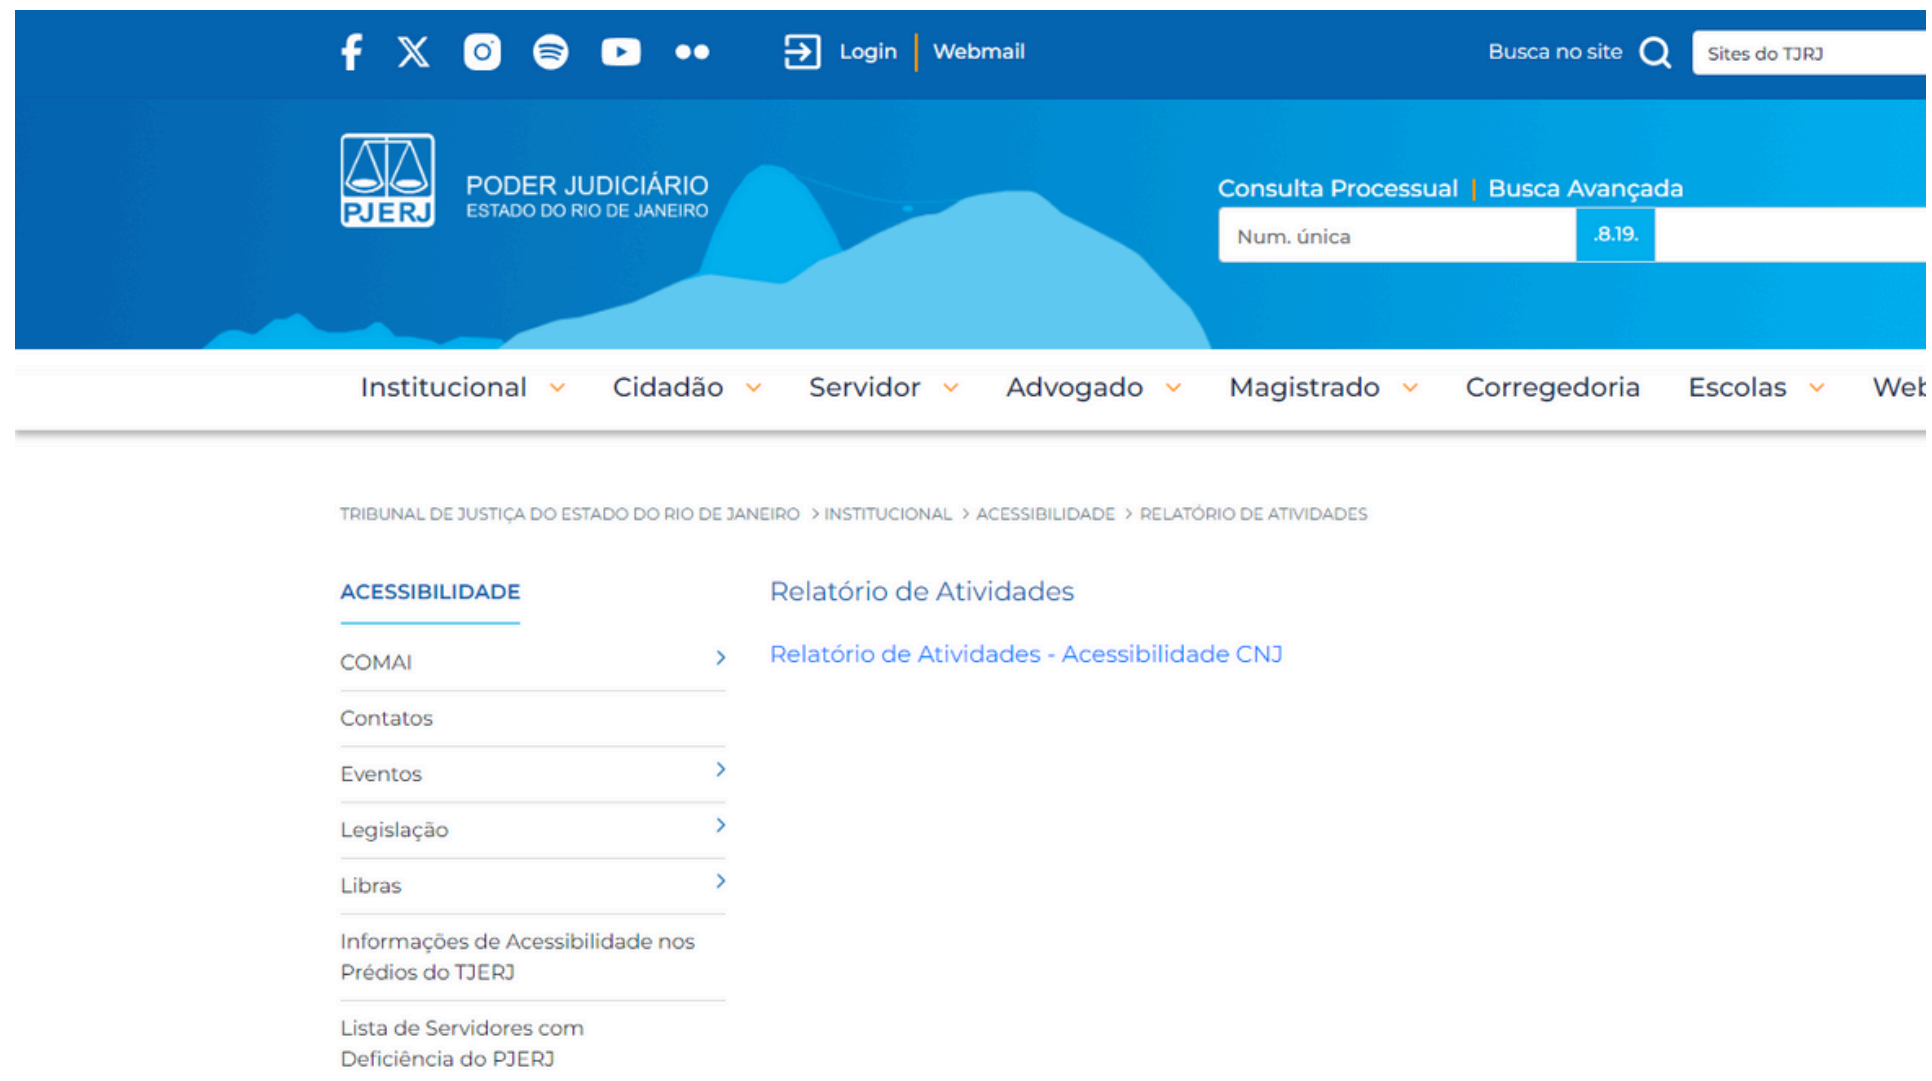 Login | Webmail
Busca no site
Sites do TJRJ
PJERJ
PODER JUDICIÁRIO
ESTADO DO RIO DE JANEIRO
Consulta Processual | Busca Avançada
Num. única
.8.19.
Institucional Cidadão Servidor Advogado Magistrado Corregedoria Escolas Web
TRIBUNAL DE JUSTIÇA DO ESTADO DO RIO DE JANEIRO > INSTITUCIONAL > ACESSIBILIDADE > RELATÓRIO DE ATIVIDADES
ACESSIBILIDADE
COMAI
Contatos
Eventos
Legislação
Libras
Informações de Acessibilidade nos
Prédios do TJERJ
Lista de Servidores com
Deficiência do PJERJ
Relatório de Atividades
Relatório de Atividades - Acessibilidade CNJ